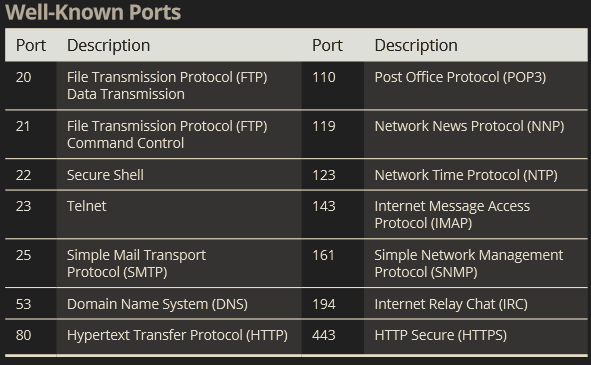 Well-Known Ports
Port Description Port Description
20 File Transmission Protocol (FTP) 110 Post Office Protocol (POP3)
Data Transmission
21 File Transmission Protocol (FTP) 119 Network News Protocol (NNP)
Command Control
22 Secure Shell 123 Network Time Protocol (NTP)
23 Telnet 143 Internet Message Access
Protocol (IMAP)
25 Simple Mail Transport 161 Simple Network Management
Protocol (SMTP) Protocol (SNMP)
53 Domain Name System (DNS) 194 Internet Relay Chat (IRC)
80 Hypertext Transfer Protocol (HTTP) 443 HTTP Secure (HTTPS)